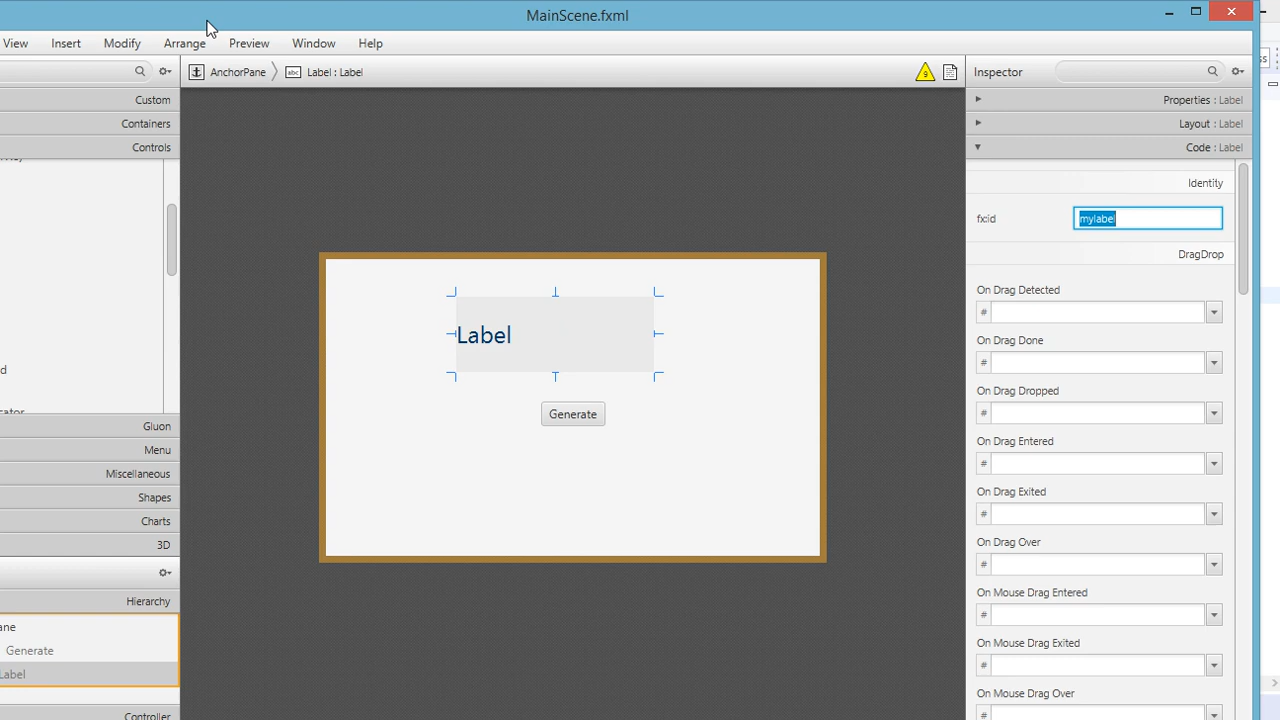 MainScene.fxml
View Insert Modify Arrange Preview Window Help
AnchorPane Label : Label 9 Inspector
Custom
Containers
Controls
Properties : Label
Layout : Label
Code : Label
Identity
fx:id mylabel
DragDrop
Label
Generate
On Drag Detected
#
On Drag Done
#
On Drag Dropped
#
On Drag Entered
#
On Drag Exited
#
On Drag Over
#
On Mouse Drag Entered
#
On Mouse Drag Exited
#
On Mouse Drag Over
#
Gluon
Menu
Miscellaneous
Shapes
Charts
3D
Hierarchy
ane
Generate
Label
Controller